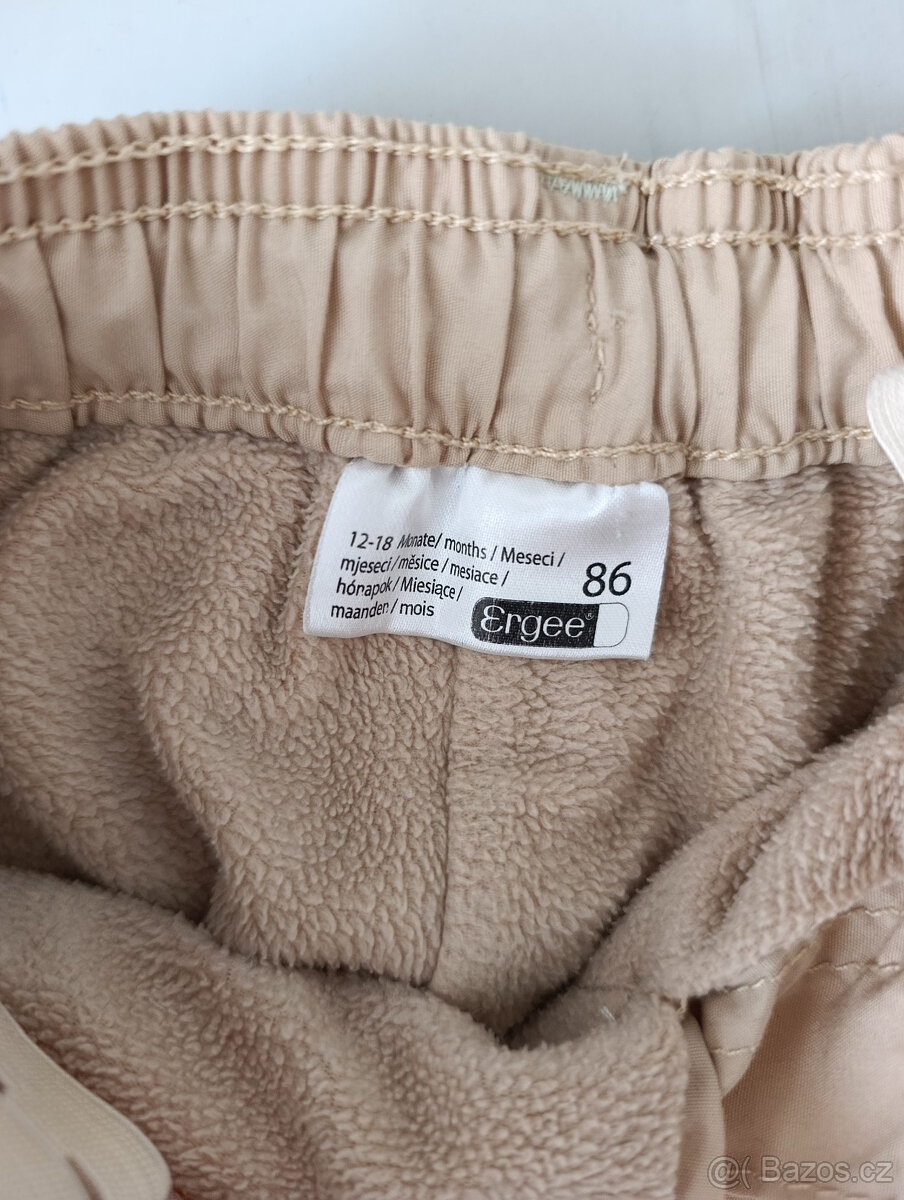 12-18 Monate/ months / Meseci /
mjeseci /měsíce / mesiace /
hónapok/ Miesiące /
maanden / mois
86
Ergee®
Bazos.cz